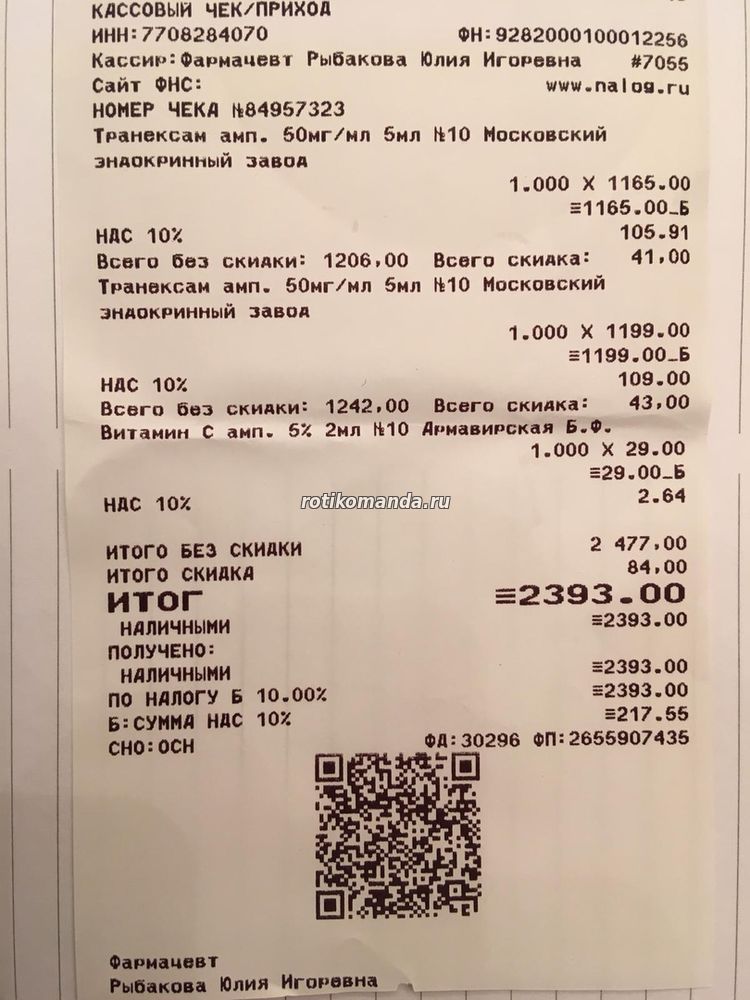 КАССОВЫЙ ЧЕК/ПРИХОД
ИНН:7708284070 ФН:9282000100012256
Кассир:Фармацевт Рыбакова Юлия Игоревна #7055
Сайт ФНС: www.nalog.ru
НОМЕР ЧЕКА №84957323
Транексам амп. 50мг/мл 5мл №10 Московский
эндокринный завод
1.000 X 1165.00
≡1165.00_Б
НДС 10% 105.91
Всего без скидки: 1206,00 Всего скидка: 41,00
Транексам амп. 50мг/мл 5мл №10 Московский
эндокринный завод
1.000 X 1199.00
≡1199.00_Б
НДС 10% 109.00
Всего без скидки: 1242,00 Всего скидка: 43,00
Витамин С амп. 5% 2мл №10 Армавирская Б.Ф.
1.000 X 29.00
≡29.00_Б
НДС 10% 2.64
rotikomanda.ru
ИТОГО БЕЗ СКИДКИ 2 477,00
ИТОГО СКИДКА 84,00
ИТОГ ≡2393.00
НАЛИЧНЫМИ ≡2393.00
ПОЛУЧЕНО:
НАЛИЧНЫМИ ≡2393.00
ПО НАЛОГУ Б 10.00% ≡2393.00
Б:СУММА НДС 10% ≡217.55
СНО:ОСН ФД:30296 ФП:2655907435
Фармацевт
Рыбакова Юлия Игоревна